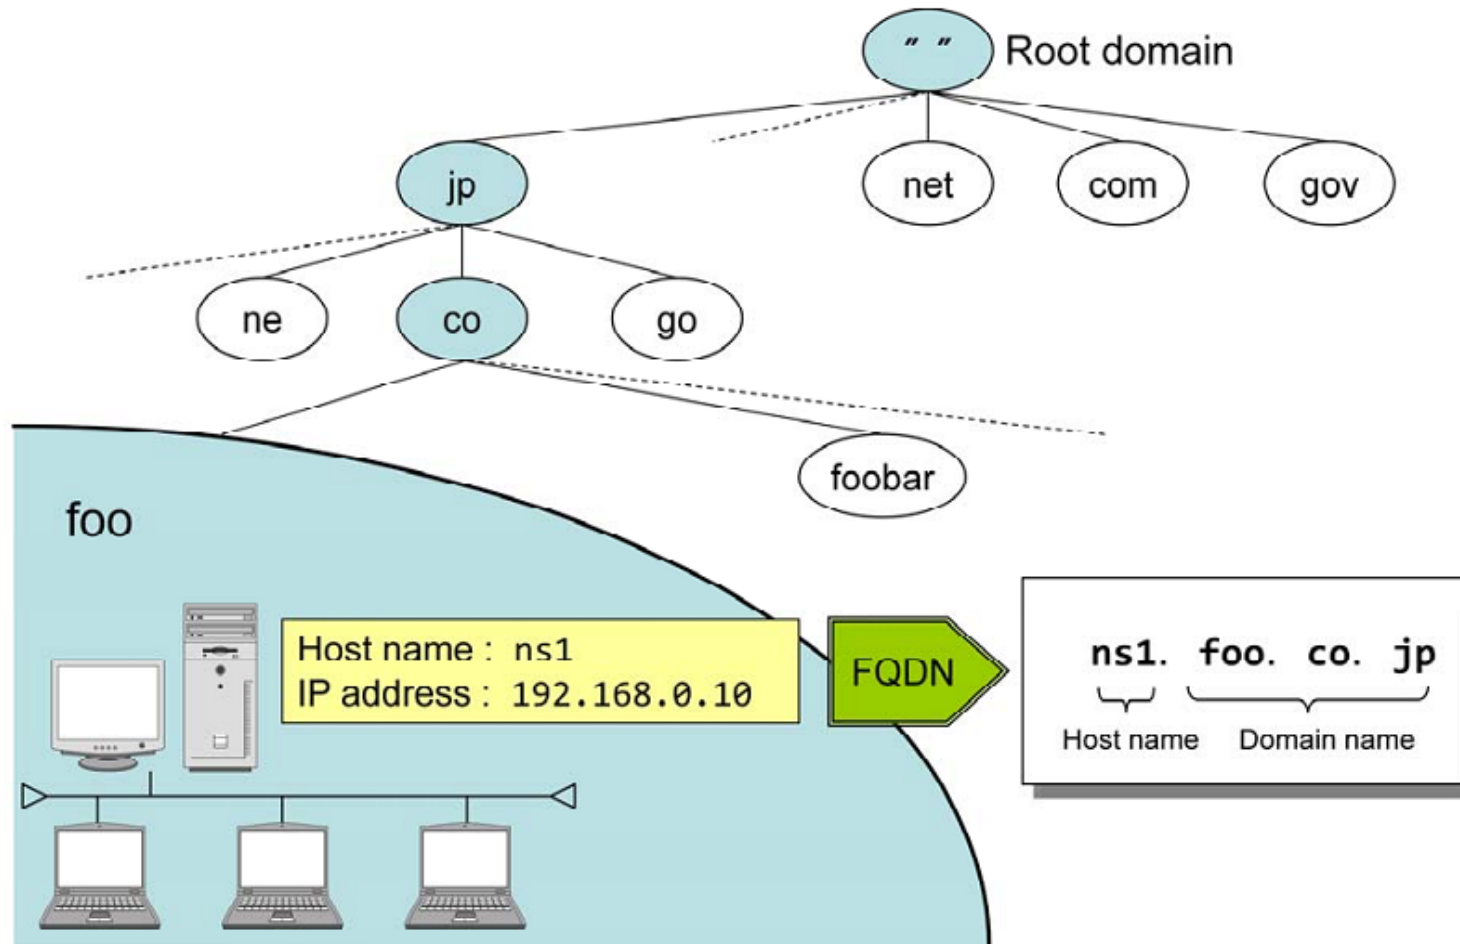 " "
Root domain
jp
net
com
gov
ne
co
go
foobar
foo
Host name : ns1
IP address : 192.168.0.10
FQDN
ns1. foo. co. jp
Host name
Domain name